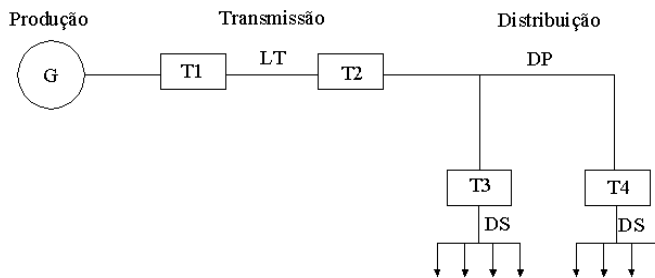 Produção
Transmissão
Distribuição
G
T1
LT
T2
DP
T3
T4
DS
DS